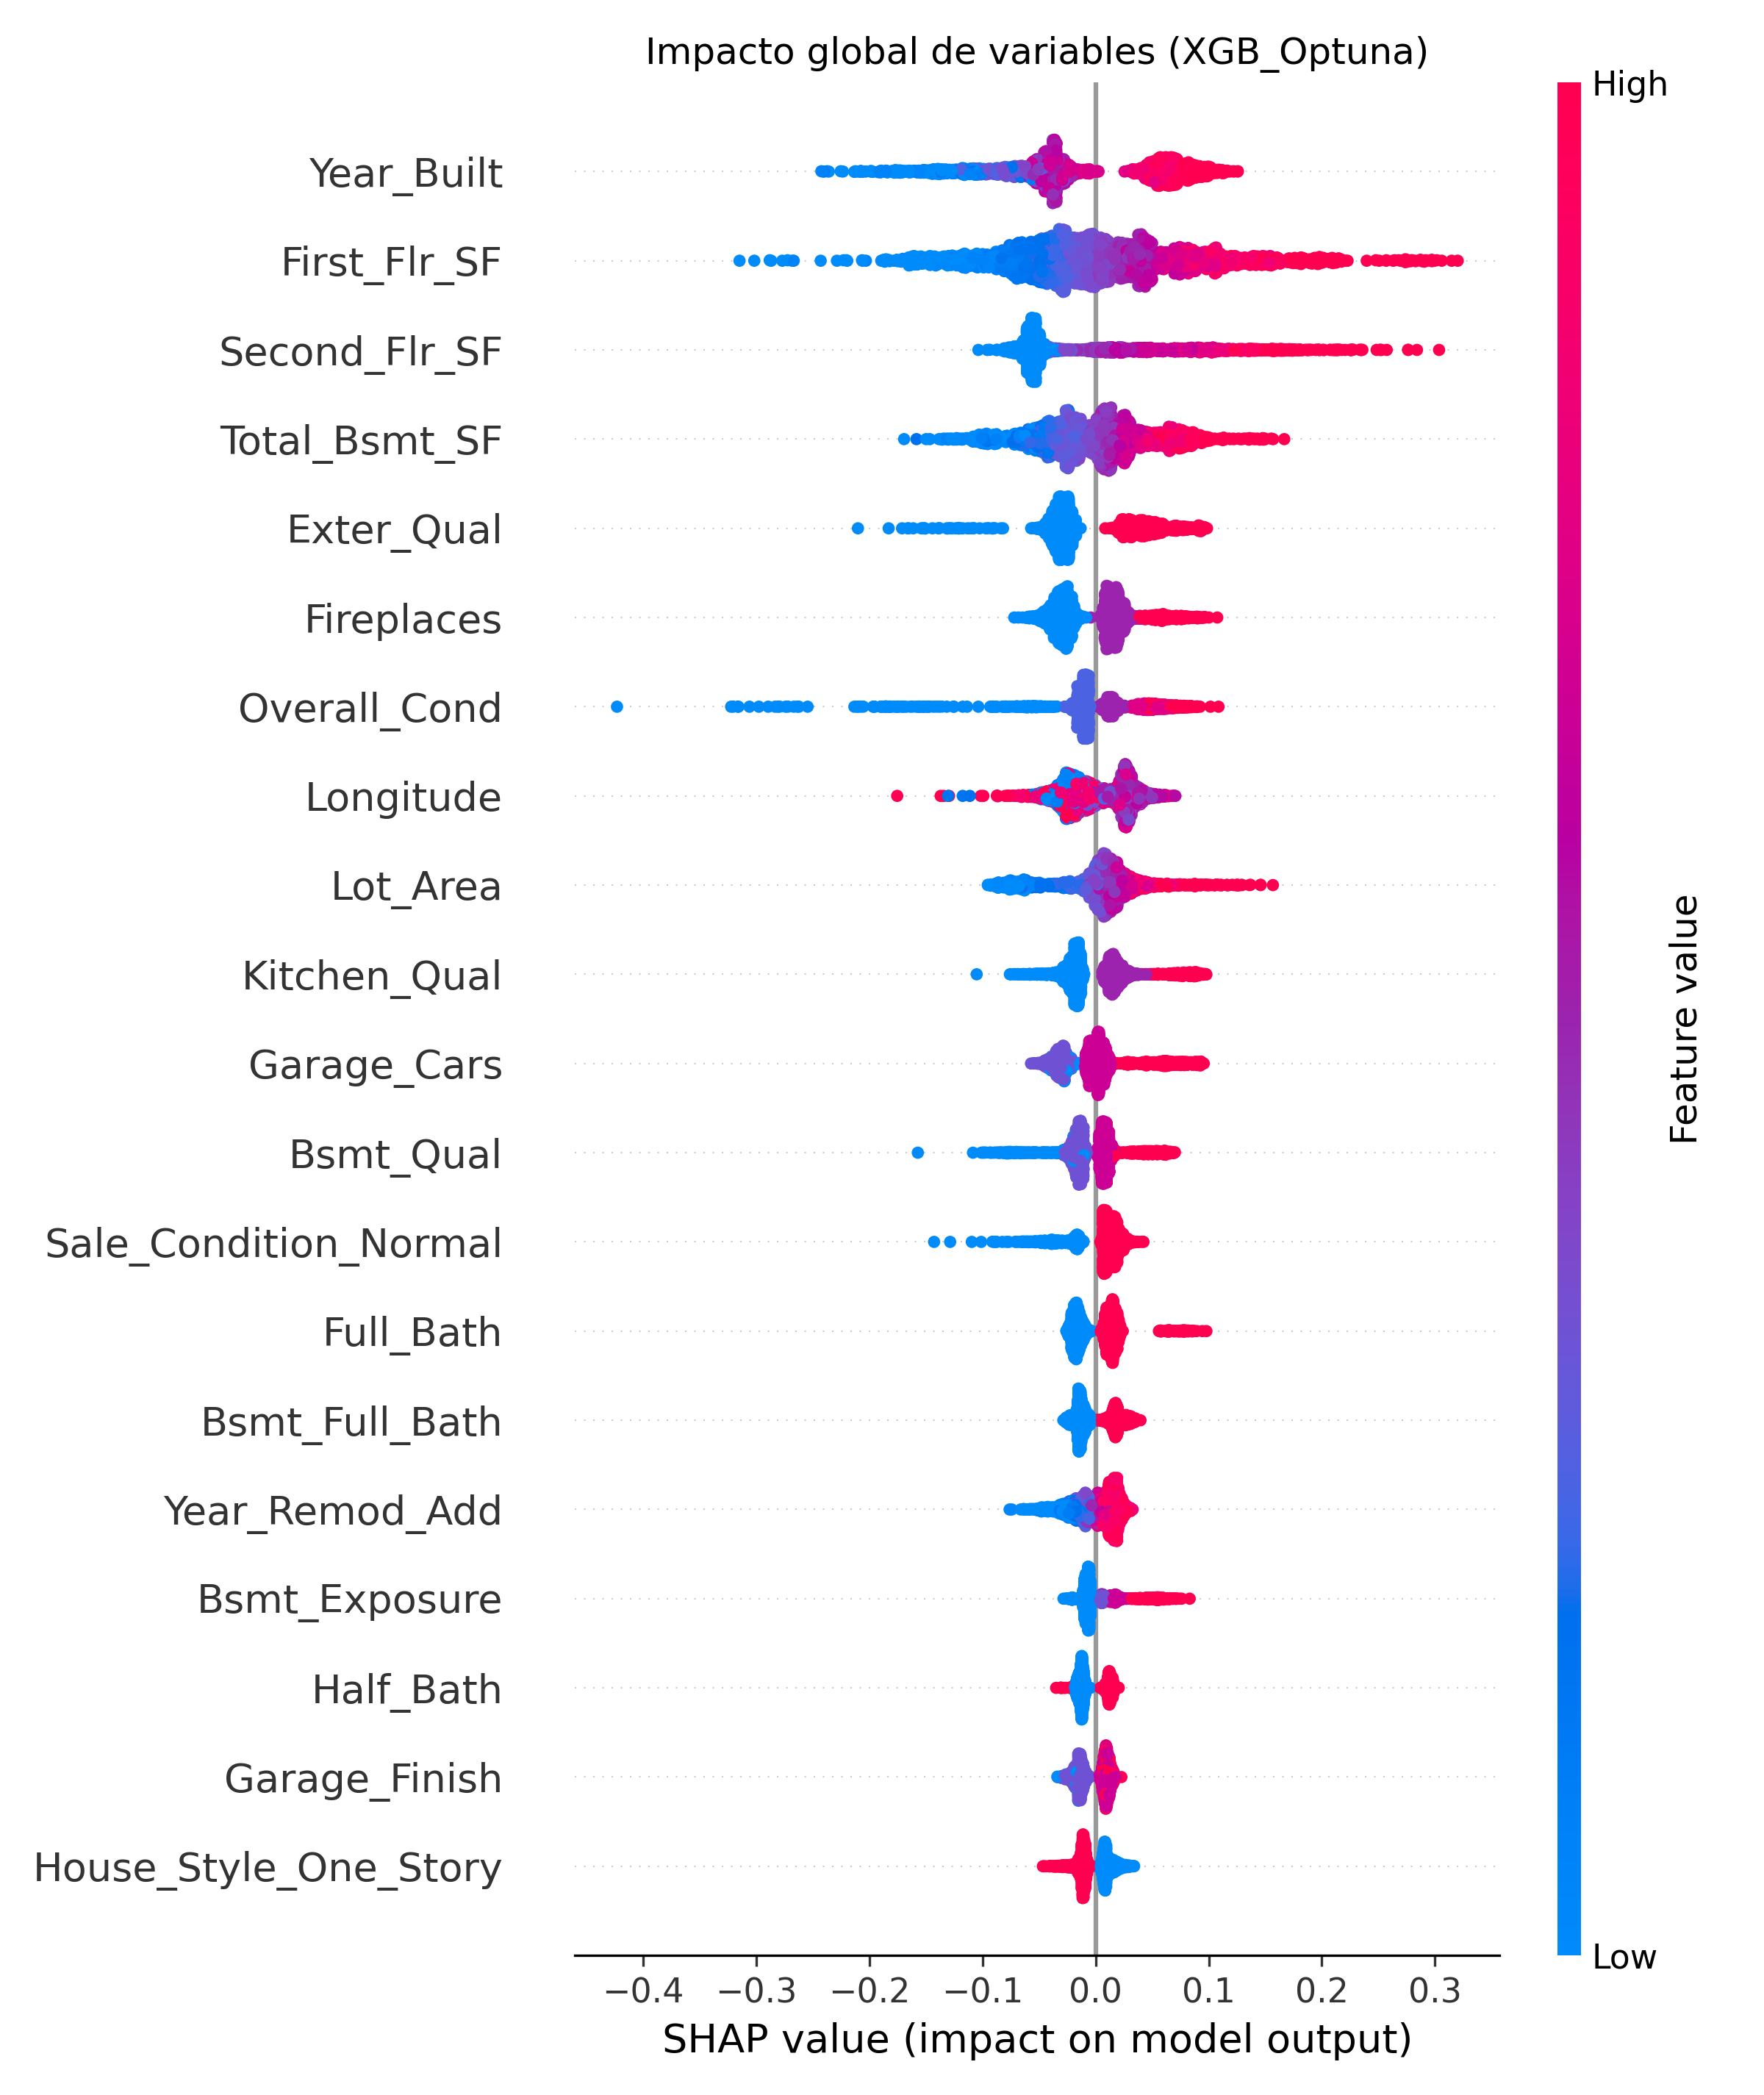 Impacto global de variables (XGB_Optuna)
High
Year_Built
First_Flr_SF
Second_Flr_SF
Total_Bsmt_SF
Exter_Qual
Fireplaces
Overall_Cond
Longitude
Lot_Area
Kitchen_Qual
Garage_Cars
Bsmt_Qual
Sale_Condition_Normal
Full_Bath
Bsmt_Full_Bath
Year_Remod_Add
Bsmt_Exposure
Half_Bath
Garage_Finish
House_Style_One_Story
Feature value
Low
−0.4 −0.3 −0.2 −0.1 0.0 0.1 0.2 0.3
SHAP value (impact on model output)